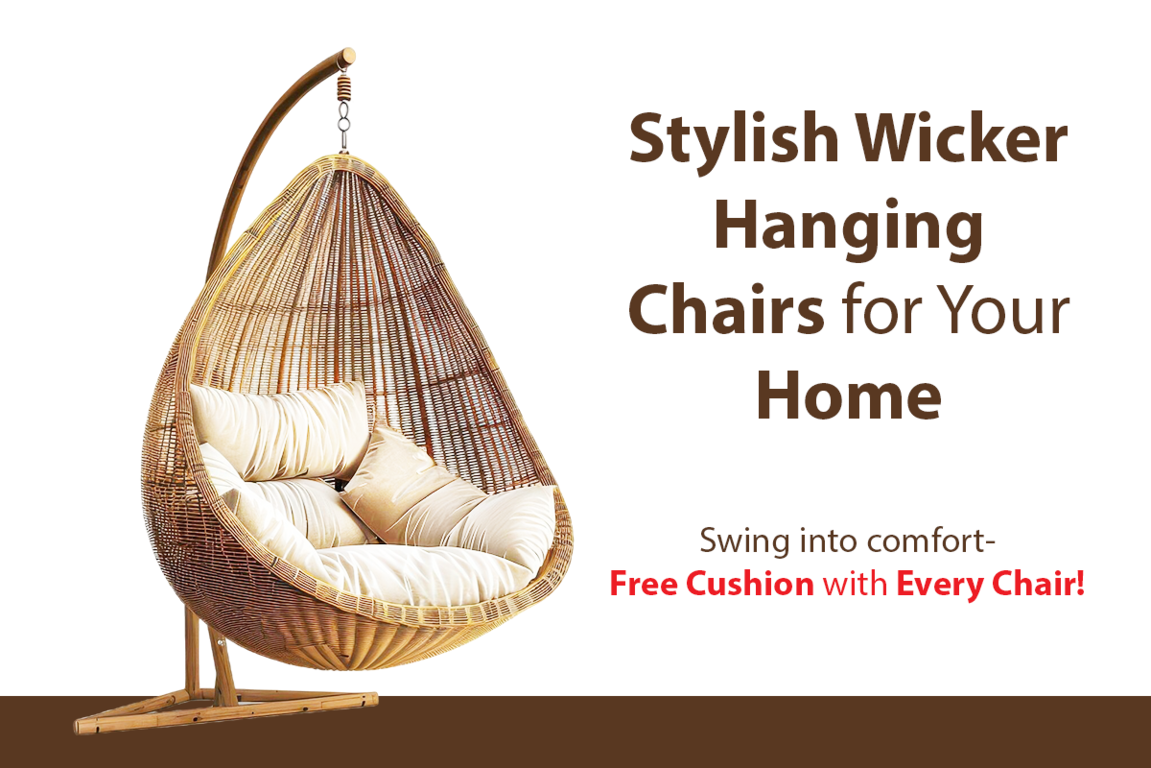 Stylish Wicker
Hanging
Chairs for Your
Home
Swing into comfort-
Free Cushion with Every Chair!